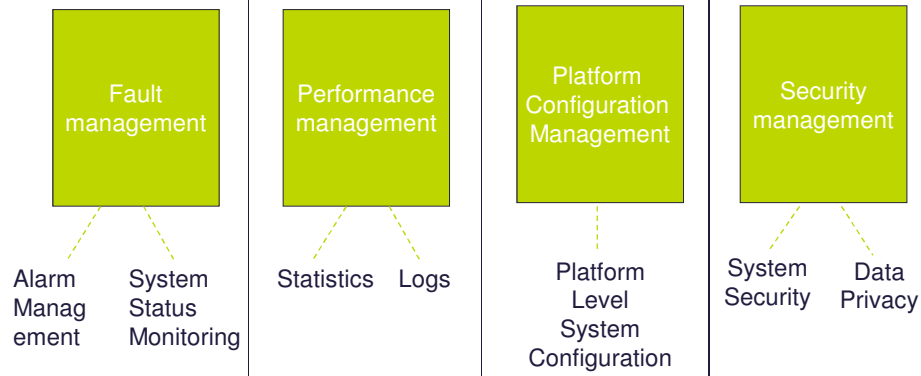 Fault
management
Performance
management
Platform
Configuration
Management
Security
management
Alarm
Manag
ement
System
Status
Monitoring
Statistics
Logs
Platform
Level
System
Configuration
System
Security
Data
Privacy